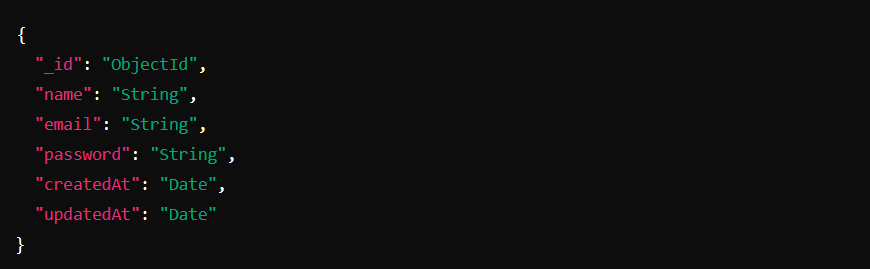 {
"_id": "ObjectId",
"name": "String",
"email": "String",
"password": "String",
"createdAt": "Date",
"updatedAt": "Date"
}